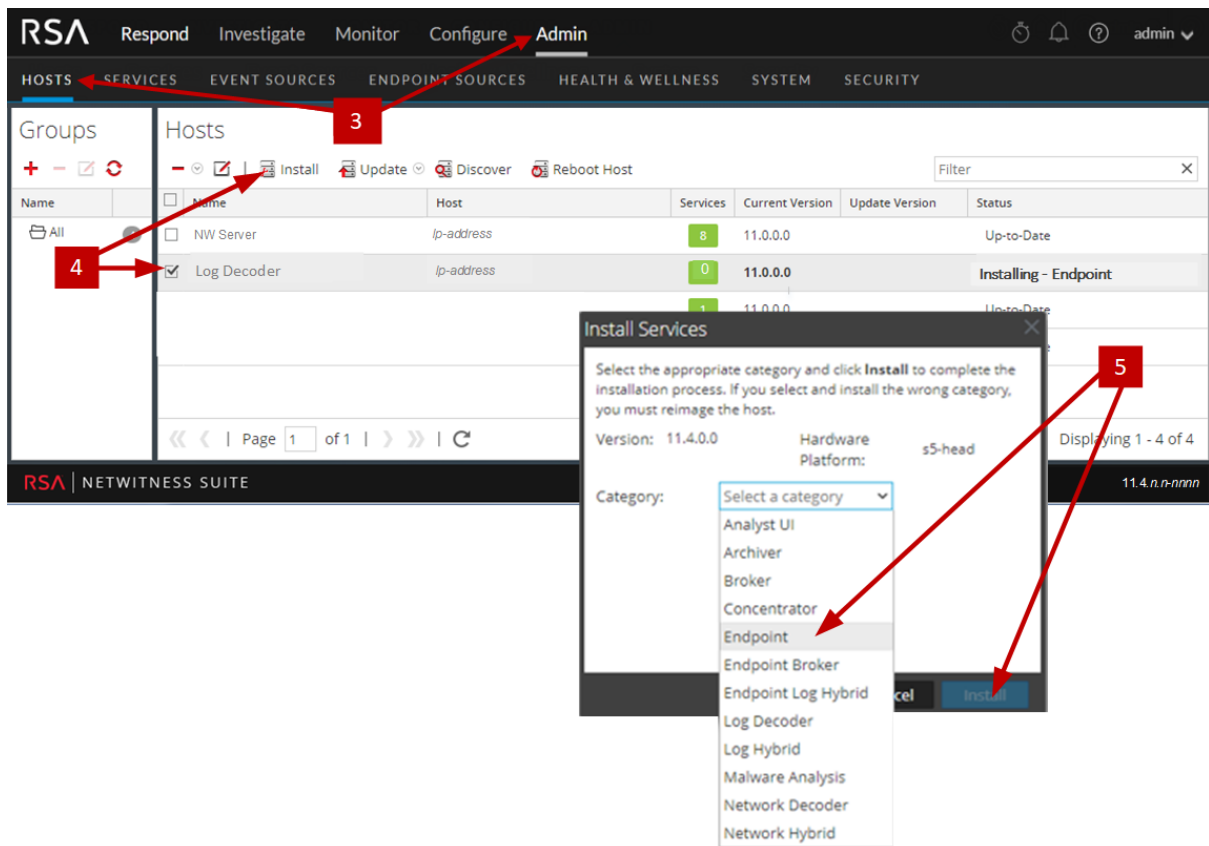 RSA Respond Investigate Monitor Configure Admin admin
HOSTS SERVICES EVENT SOURCES ENDPOINT SOURCES HEALTH & WELLNESS SYSTEM SECURITY
3
Groups
Name
All
Hosts
Install Update Discover Reboot Host Filter
Name Host Services Current Version Update Version Status
NW Server Ip-address 8 11.0.0.0 Up-to-Date
4
Log Decoder Ip-address 0 11.0.0.0 Installing - Endpoint
1 11.0.0.0 Up-to-Date
Page 1 of 1
Displaying 1 - 4 of 4
RSA NETWITNESS SUITE
11.4.n.n-nnnn
Install Services
5
Select the appropriate category and click Install to complete the
installation process. If you select and install the wrong category,
you must reimage the host.
Version: 11.4.0.0 Hardware
Platform: s5-head
Category: Select a category
Analyst UI
Archiver
Broker
Concentrator
Endpoint
Endpoint Broker
Endpoint Log Hybrid
Log Decoder
Log Hybrid
Malware Analysis
Network Decoder
Network Hybrid
Install